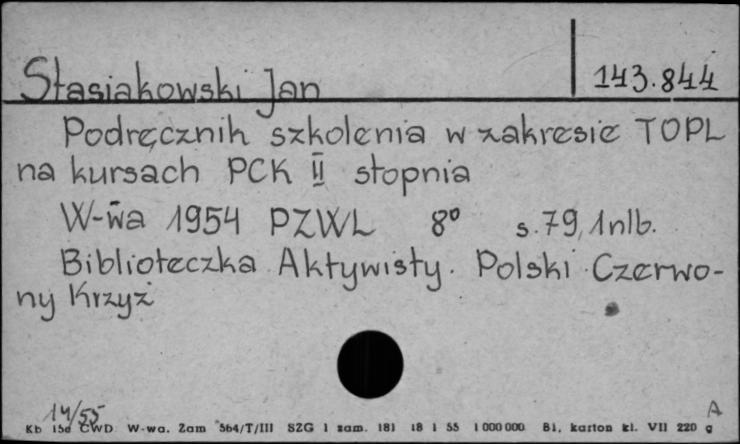 Stasiakowski Jan
143.844
Podręcznik szkolenia w zakresie TOPL
na kursach PCK II stopnia
W-wa 1954 PZWL 8° s. 79, 1 nlb.
Biblioteczka Aktywisty. Polski Czerwo-
ny Krzyż
14/55
A
Kb 15d CWD W-wa. Zam 564/T/III SZG 1 zam. 181 18 1 55 1 000 000 Bl. karton kl. VII 220 g